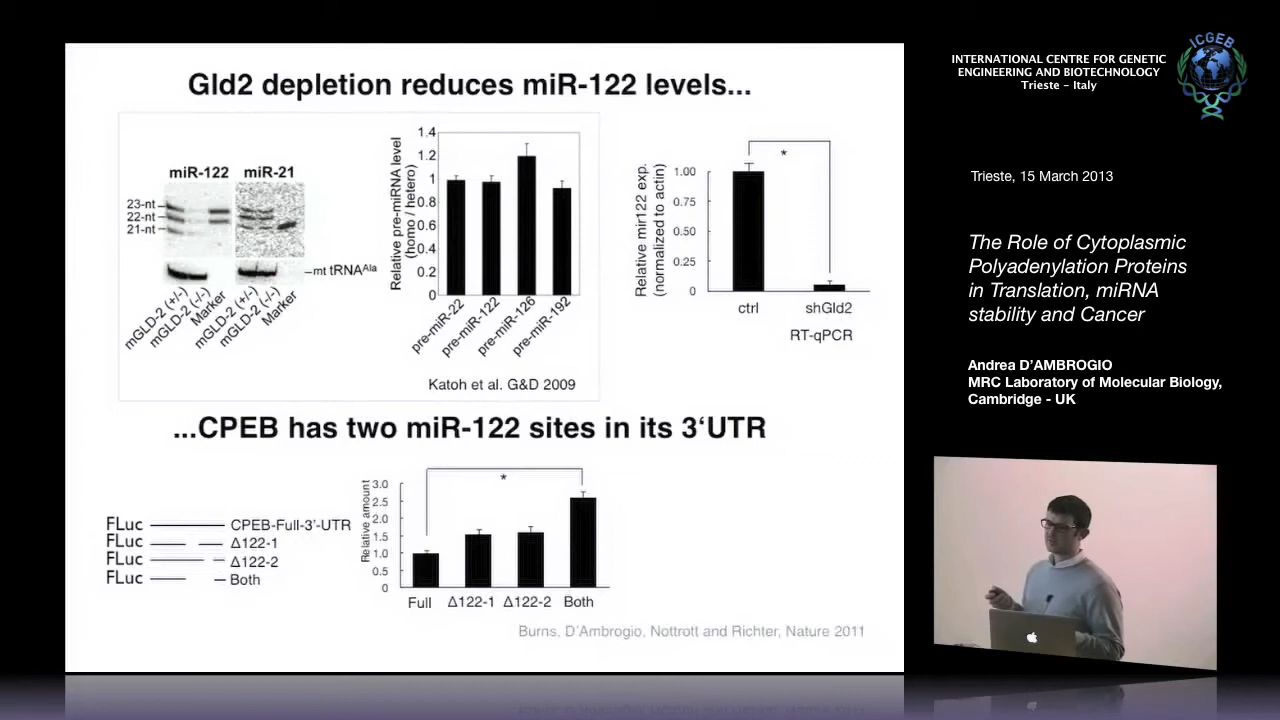 Gld2 depletion reduces miR-122 levels...
miR-122 miR-21
23-nt
22-nt
21-nt
mt tRNAAla
mGLD-2 (+/-)
mGLD-2 (-/-)
Marker
mGLD-2 (+/-)
mGLD-2 (-/-)
Marker
Relative pre-miRNA level
(homo / hetero)
1.4
1.2
1
0.8
0.6
0.4
0.2
0
pre-miR-22
pre-miR-122
pre-miR-126
pre-miR-192
Katoh et al. G&D 2009
Relative mir122 exp.
(normalized to actin)
1.00
0.75
0.50
0.25
0
*
ctrl shGld2
RT-qPCR
...CPEB has two miR-122 sites in its 3‘UTR
FLuc CPEB-Full-3’-UTR
FLuc Δ122-1
FLuc Δ122-2
FLuc Both
Relative amount
3.0
2.5
2.0
1.5
1.0
0.5
0
*
Full Δ122-1 Δ122-2 Both
Burns, D’Ambrogio, Nottrott and Richter, Nature 2011
INTERNATIONAL CENTRE FOR GENETIC
ENGINEERING AND BIOTECHNOLOGY
Trieste - Italy
ICGEB
Trieste, 15 March 2013
The Role of Cytoplasmic
Polyadenylation Proteins
in Translation, miRNA
stability and Cancer
Andrea D’AMBROGIO
MRC Laboratory of Molecular Biology,
Cambridge - UK